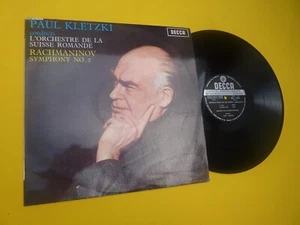 PAUL KLETZKI
conducts
L'ORCHESTRE DE LA
SUISSE ROMANDE
RACHMANINOV
SYMPHONY NO. 2
DECCA
DECCA